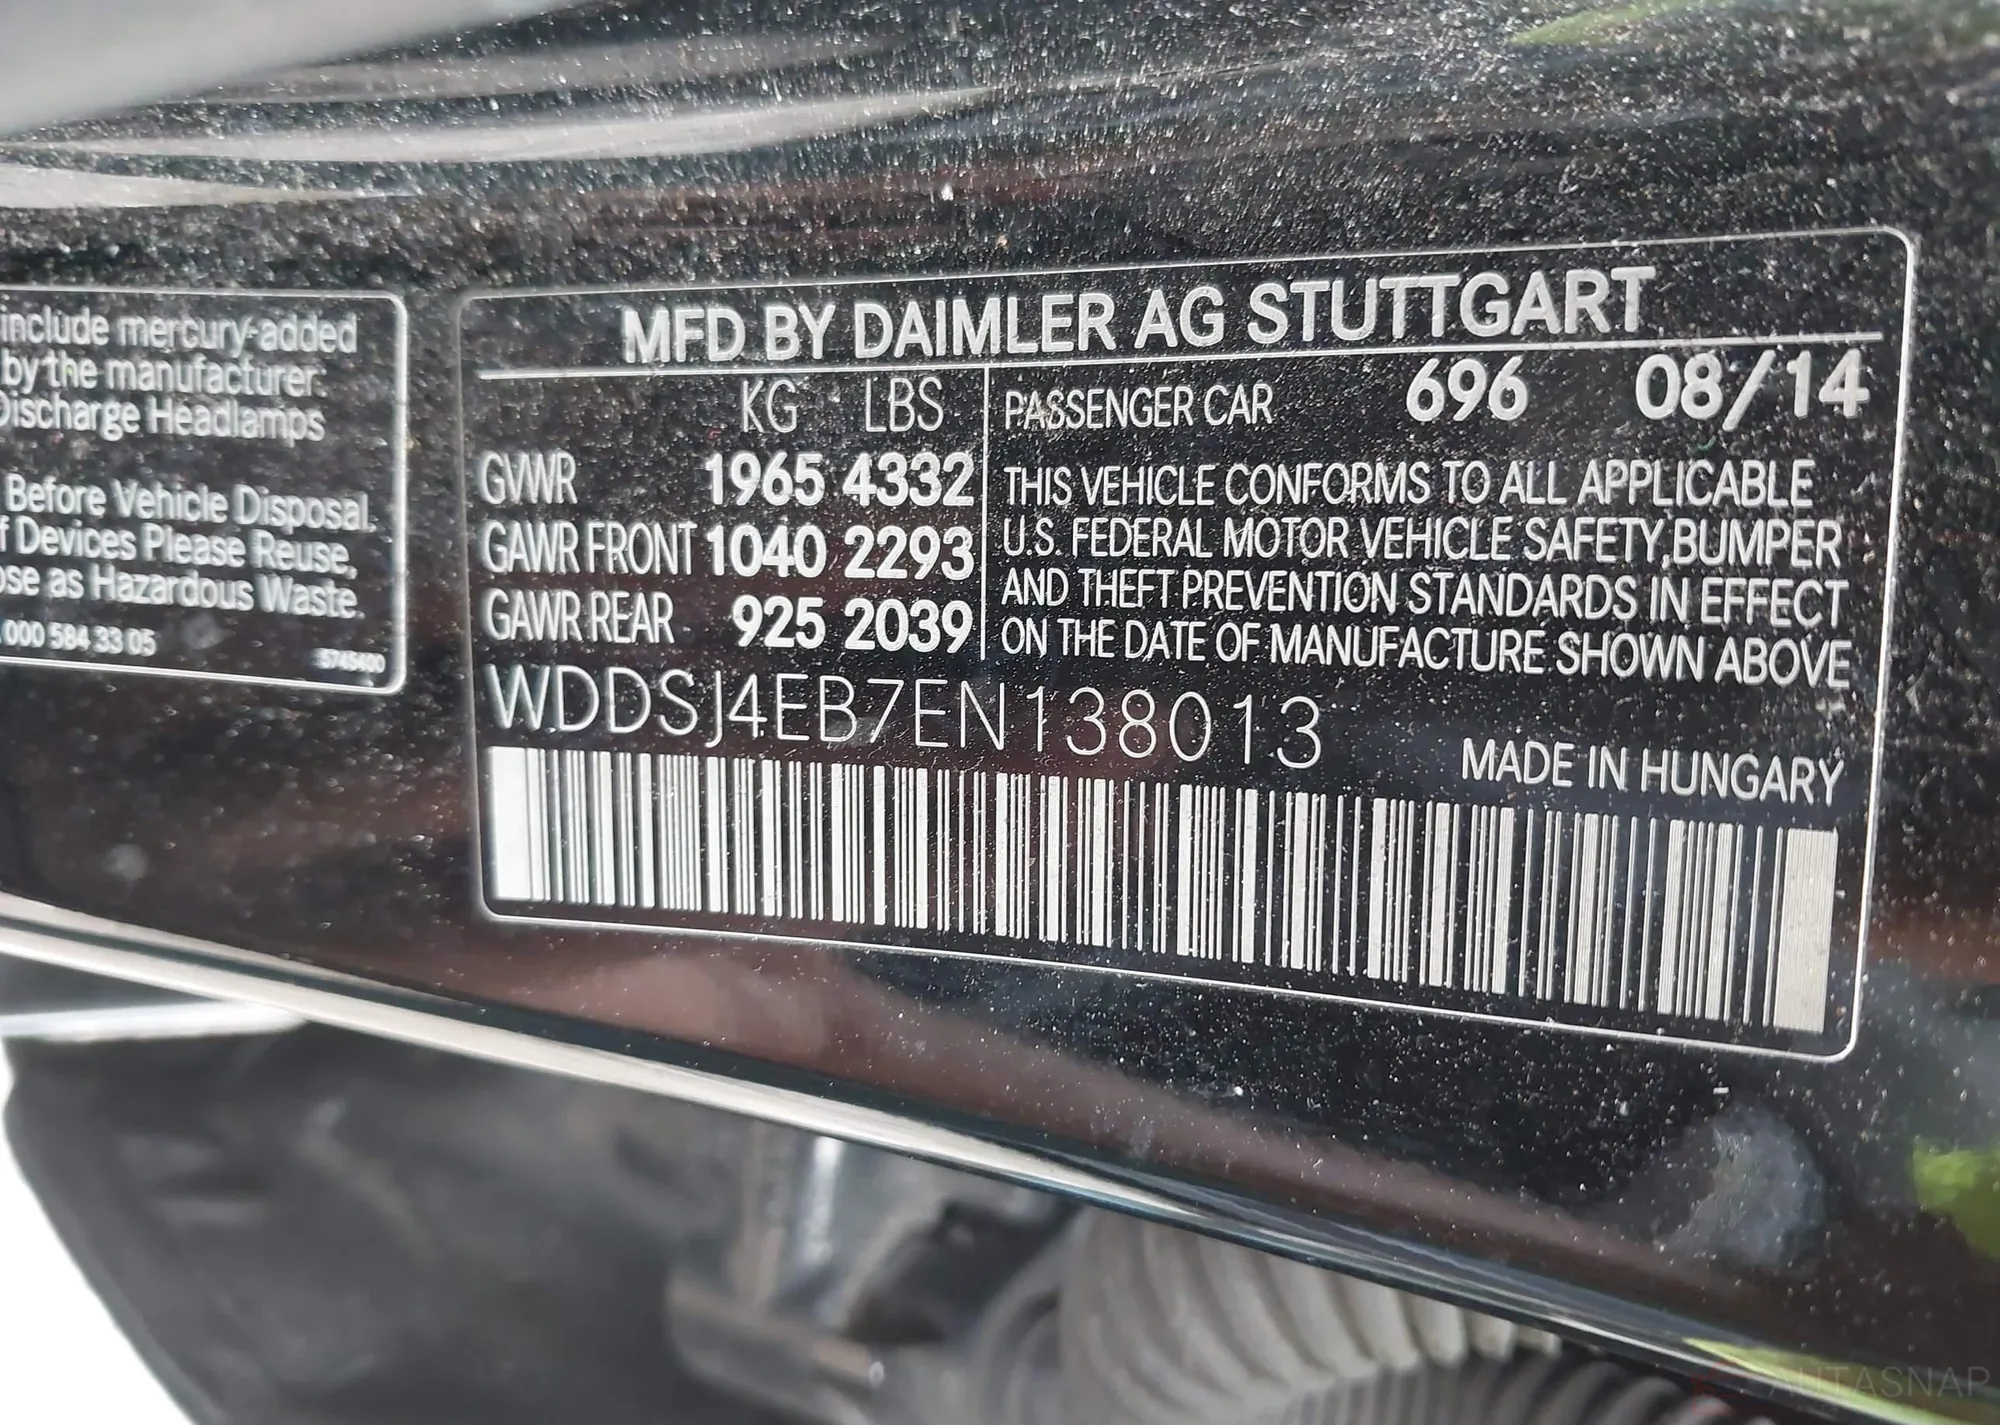 include mercury-added
by the manufacturer.
Discharge Headlamps
Before Vehicle Disposal.
Devices Please Reuse,
as Hazardous Waste.
000 584 33 05
5745400
MFD BY DAIMLER AG STUTTGART
KG LBS
GVWR 1965 4332
GAWR FRONT 1040 2293
GAWR REAR 925 2039
PASSENGER CAR 696 08/14
THIS VEHICLE CONFORMS TO ALL APPLICABLE
U.S. FEDERAL MOTOR VEHICLE SAFETY,BUMPER
AND THEFT PREVENTION STANDARDS IN EFFECT
ON THE DATE OF MANUFACTURE SHOWN ABOVE
WDDSJ4EB7EN138013
MADE IN HUNGARY
AUTASNAP